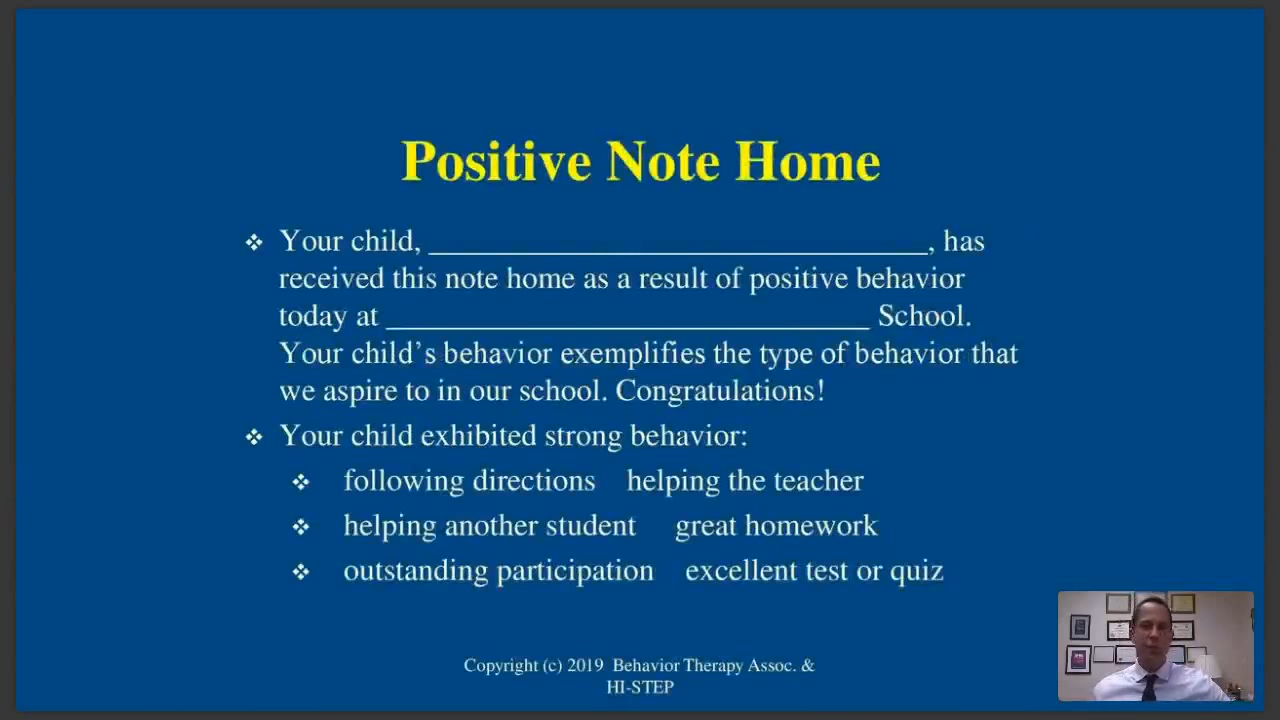 Positive Note Home
❖ Your child, ________________________________, has
received this note home as a result of positive behavior
today at _______________________________ School.
Your child's behavior exemplifies the type of behavior that
we aspire to in our school. Congratulations!
❖ Your child exhibited strong behavior:
❖ following directions helping the teacher
❖ helping another student great homework
❖ outstanding participation excellent test or quiz
Copyright (c) 2019 Behavior Therapy Assoc. &
HI-STEP